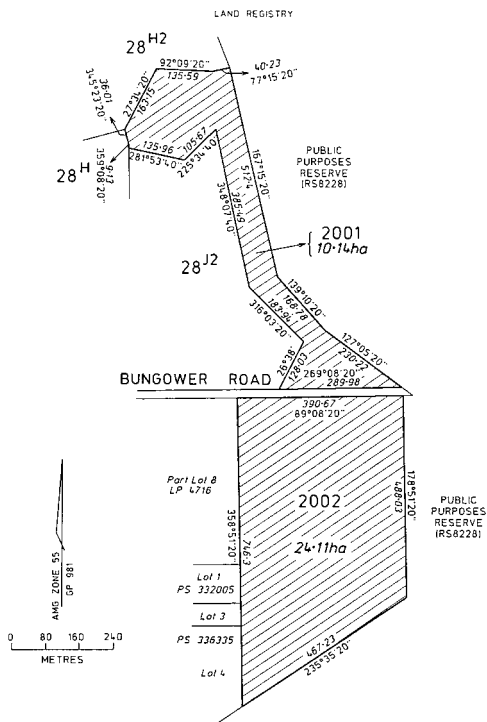 LAND REGISTRY
28H2
92°09'20"
135·59
40·23
77°15'20"
36·01
345°23'20"
27°34'20"
163·15
135·96
281°53'40"
105·67
225°34'40"
28H
9·13
359°08'20"
167°15'20"
512·4
PUBLIC
PURPOSES
RESERVE
(RS8228)
348°07'40"
385·49
2001
10·14ha
28J2
139°10'20"
168·78
183·94
316°03'20"
127°05'20"
230·22
26°38'
128·03
269°08'20"
289·98
BUNGOWER ROAD
390·67
89°08'20"
Part Lot 8
LP 4716
2002
24·11ha
358°51'20"
746·3
178°51'20"
488·03
PUBLIC
PURPOSES
RESERVE
(RS8228)
Lot 1
PS 332005
Lot 3
PS 336335
Lot 4
467·23
235°35'20"
AMG ZONE 55
GP 981
0 80 160 240
METRES